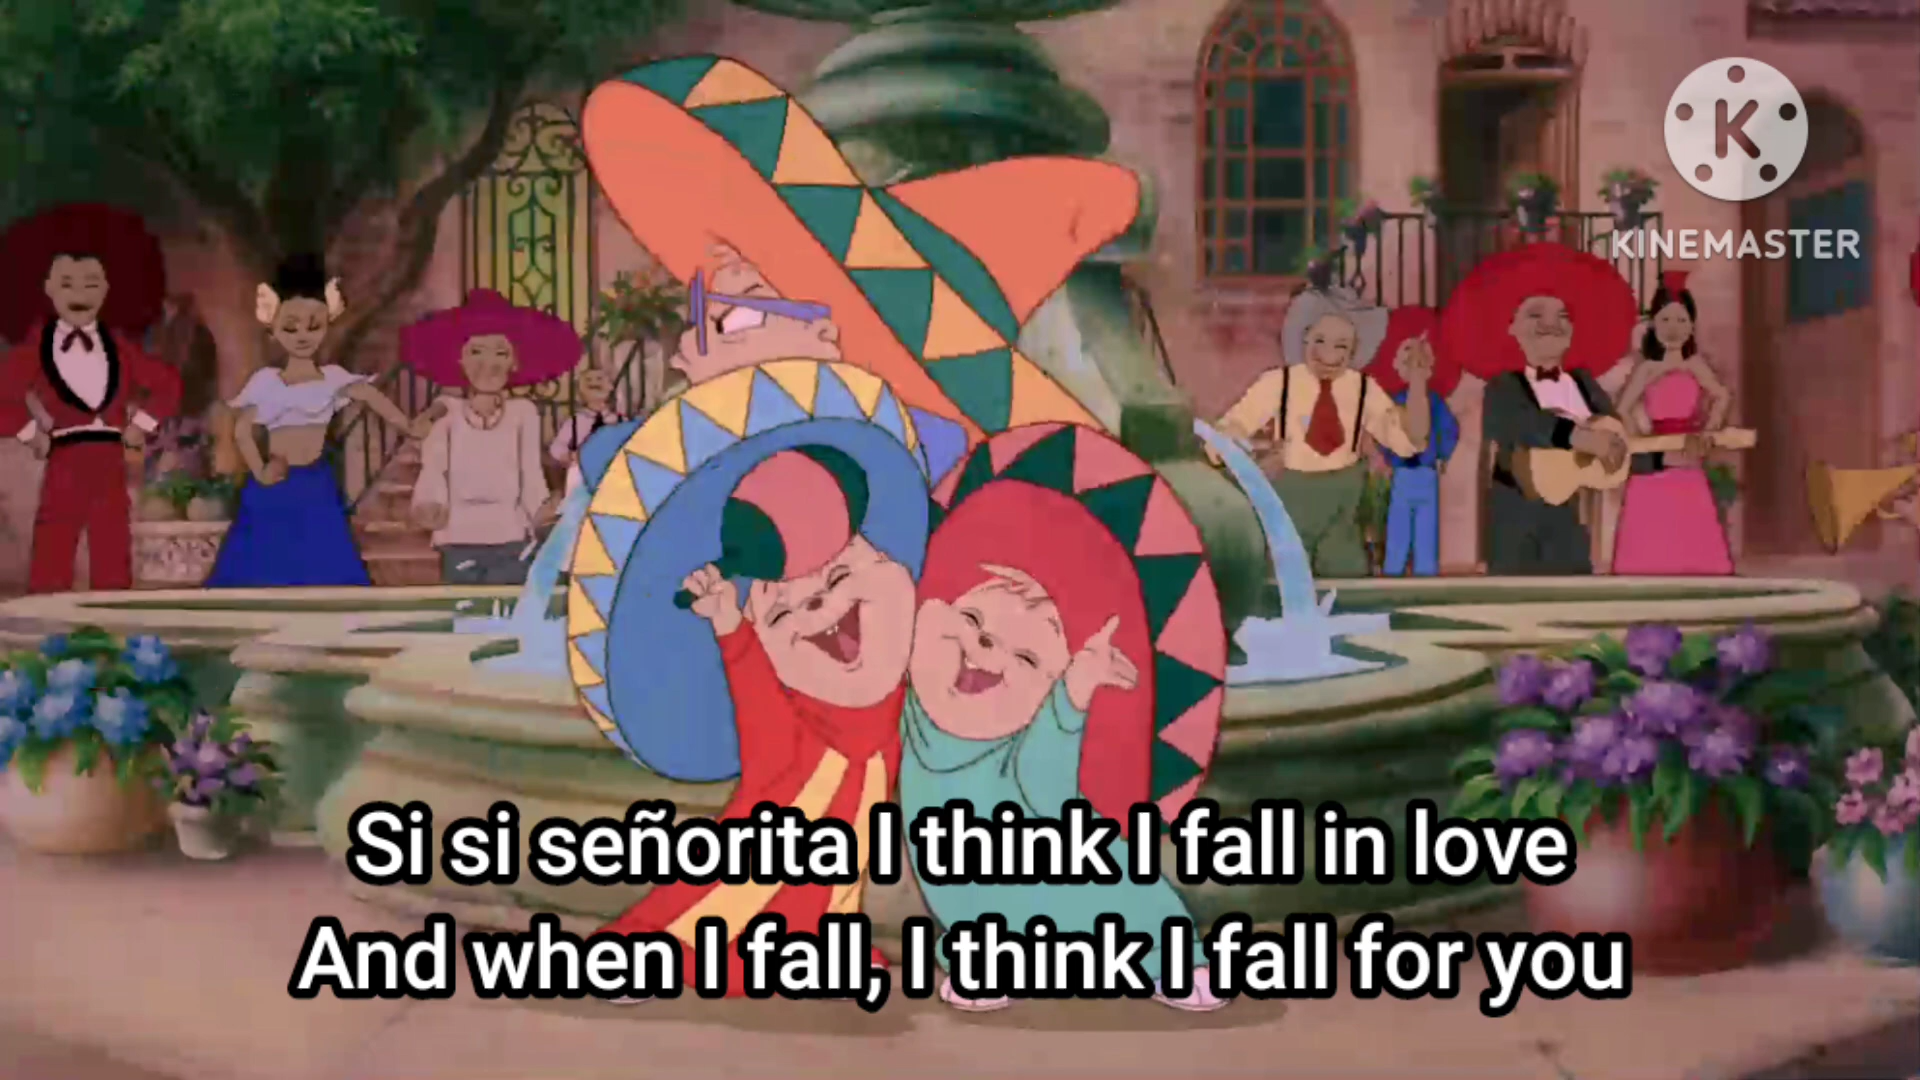 K
KINEMASTER
Si si señorita I think I fall in love
And when I fall, I think I fall for you